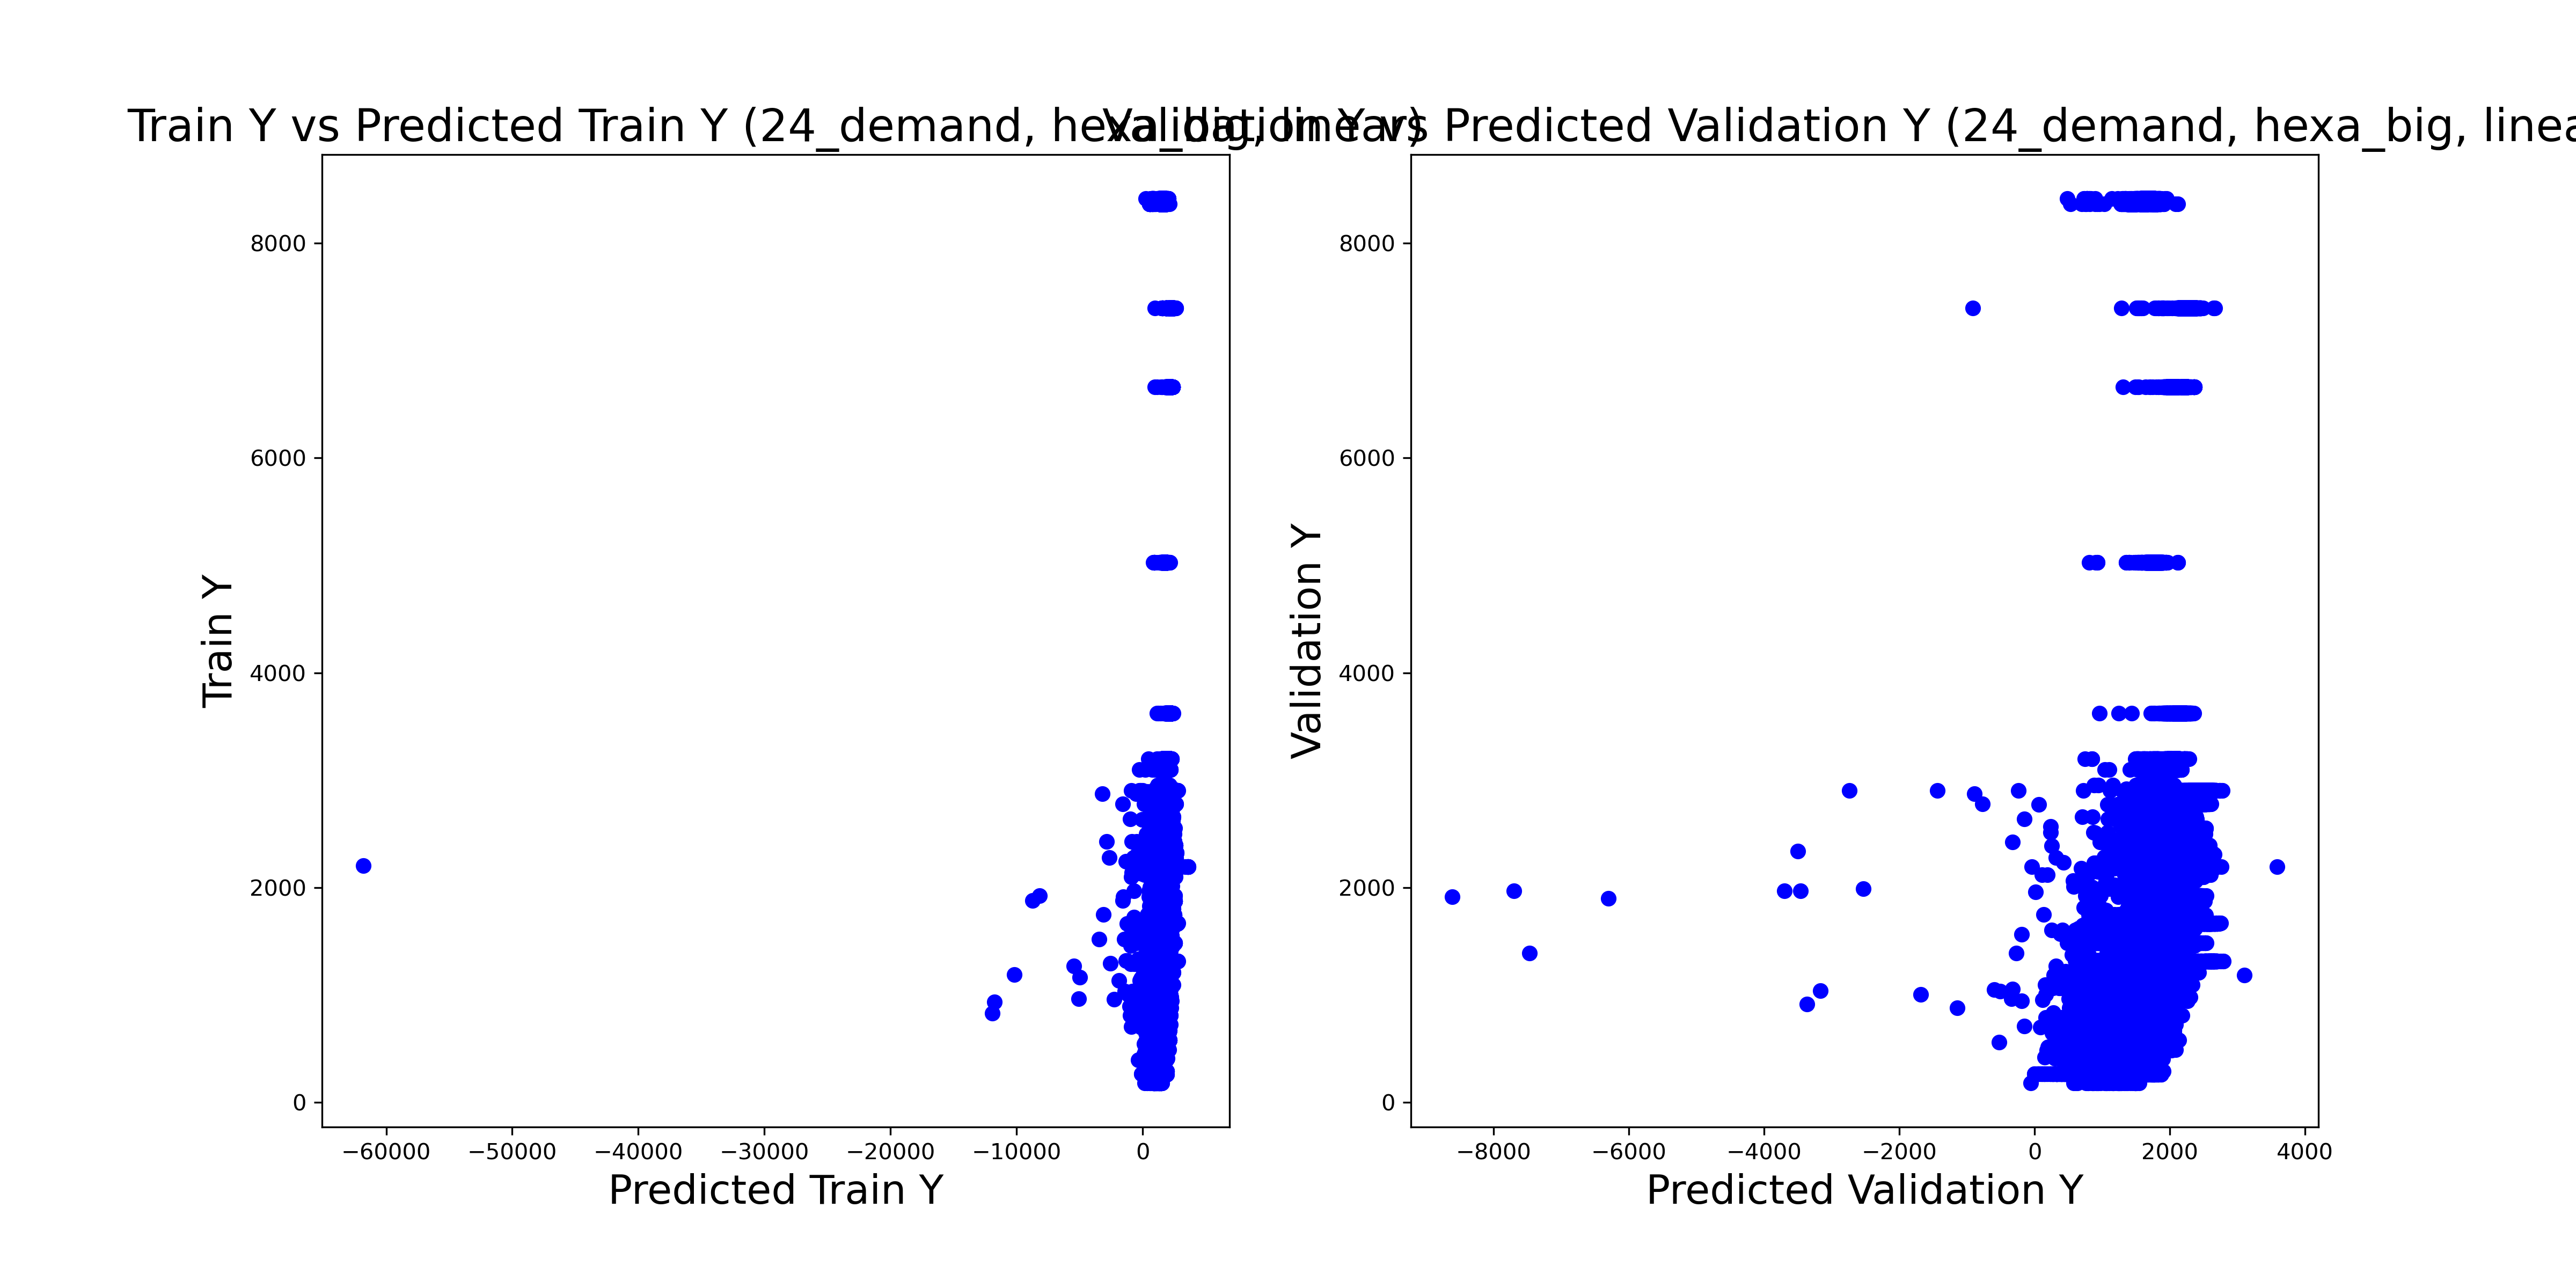 Train Y vs Predicted Train Y (24_demand, hexa_big, linear)
Validation Y vs Predicted Validation Y (24_demand, hexa_big, linea
8000
6000
4000
2000
0
Train Y
−60000 −50000 −40000 −30000 −20000 −10000 0
Predicted Train Y
8000
6000
4000
2000
0
Validation Y
−8000 −6000 −4000 −2000 0 2000 4000
Predicted Validation Y